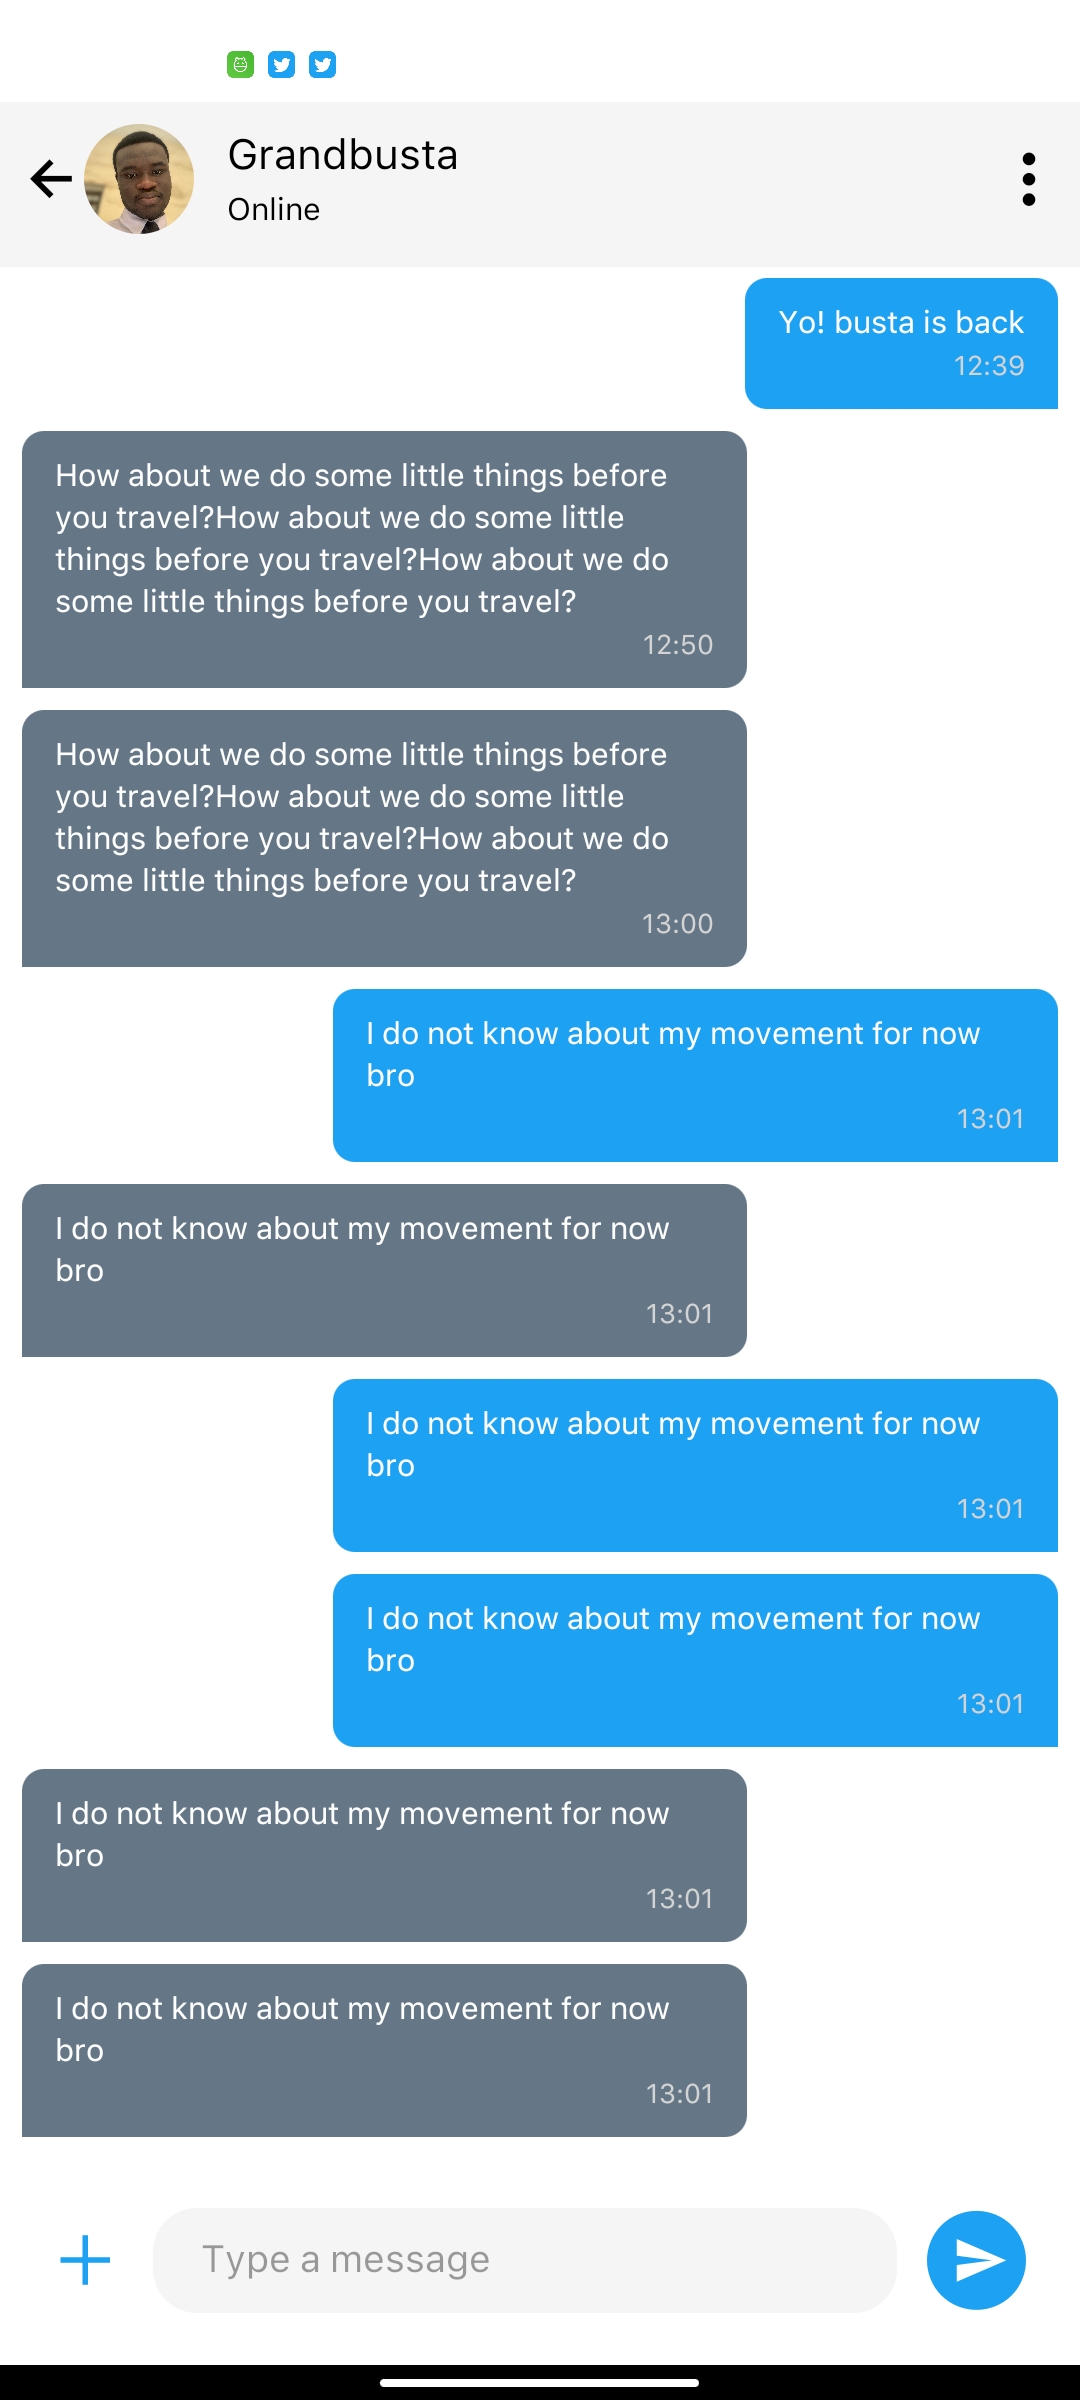 Grandbusta
Online
Yo! busta is back
12:39
How about we do some little things before
you travel?How about we do some little
things before you travel?How about we do
some little things before you travel?
12:50
How about we do some little things before
you travel?How about we do some little
things before you travel?How about we do
some little things before you travel?
13:00
I do not know about my movement for now
bro
13:01
I do not know about my movement for now
bro
13:01
I do not know about my movement for now
bro
13:01
I do not know about my movement for now
bro
13:01
I do not know about my movement for now
bro
13:01
I do not know about my movement for now
bro
13:01
Type a message